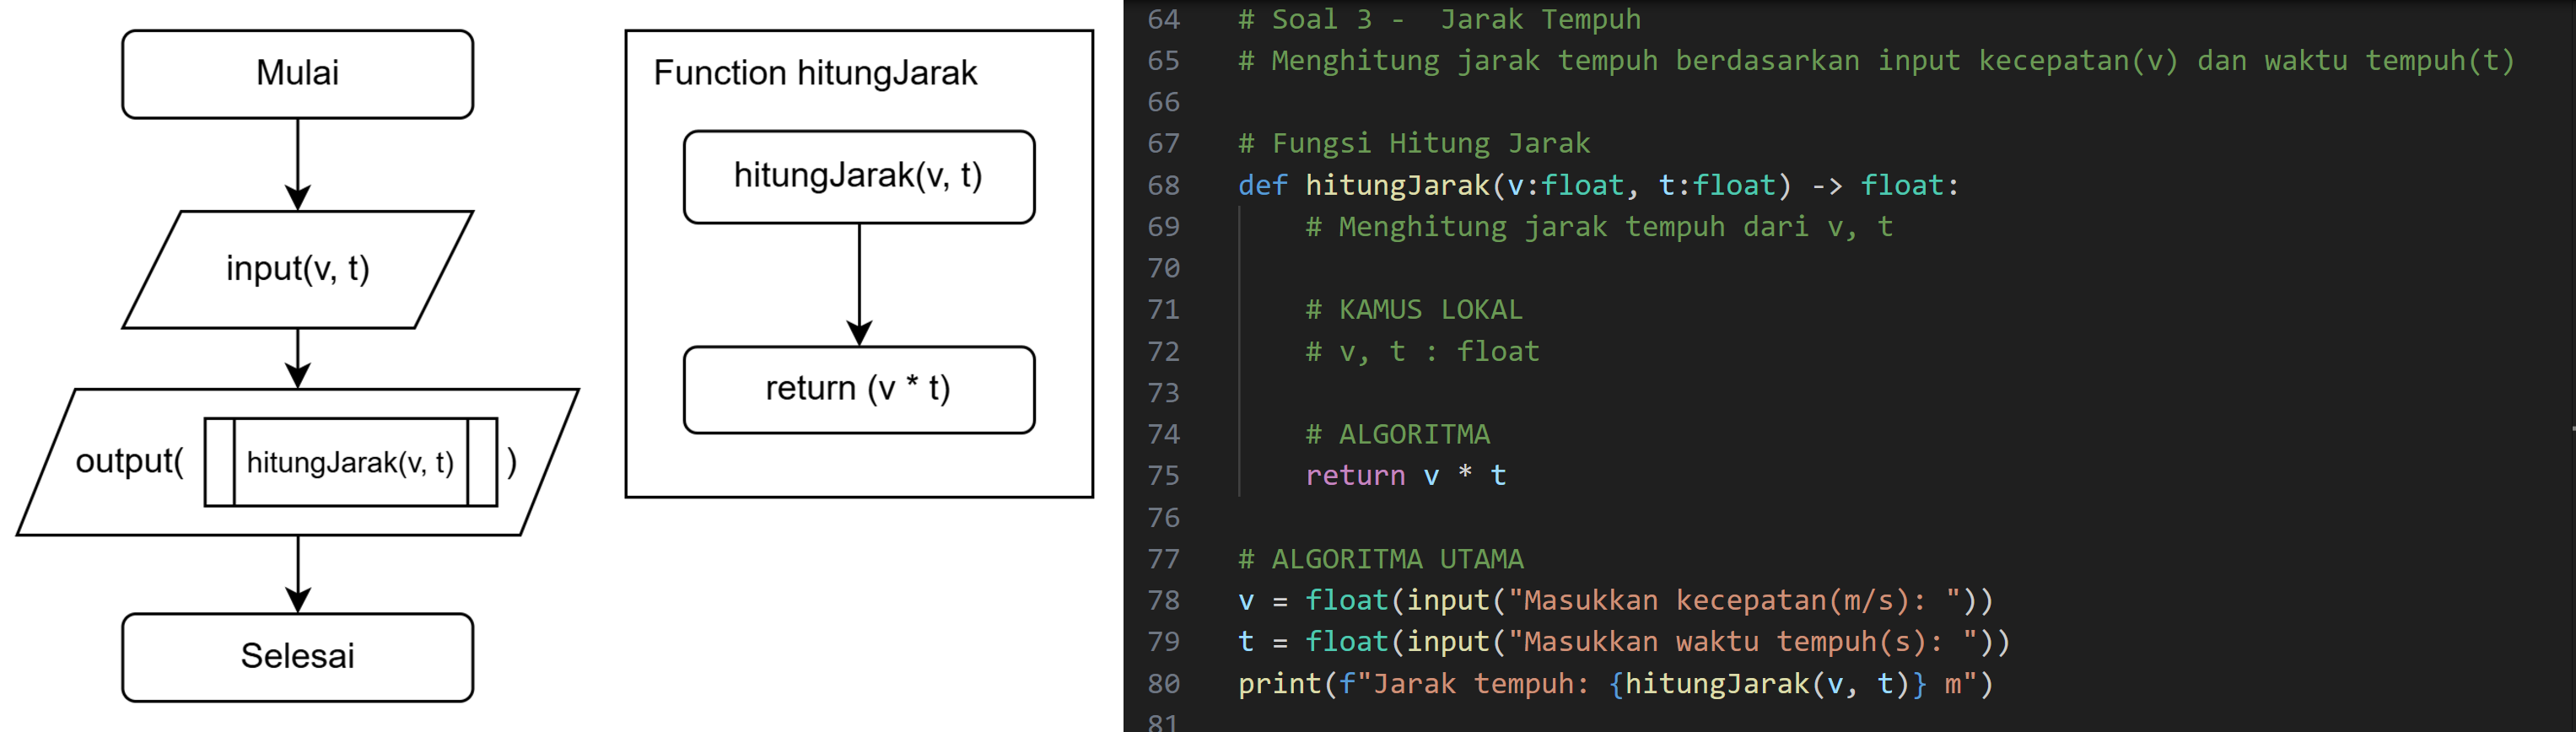 Mulai
input(v, t)
output( hitungJarak(v, t) )
Selesai
Function hitungJarak
hitungJarak(v, t)
return (v * t)
64 # Soal 3 -  Jarak Tempuh
65 # Menghitung jarak tempuh berdasarkan input kecepatan(v) dan waktu tempuh(t)
66
67 # Fungsi Hitung Jarak
68 def hitungJarak(v:float, t:float) -> float:
69     # Menghitung jarak tempuh dari v, t
70
71     # KAMUS LOKAL
72     # v, t : float
73
74     # ALGORITMA
75     return v * t
76
77 # ALGORITMA UTAMA
78 v = float(input("Masukkan kecepatan(m/s): "))
79 t = float(input("Masukkan waktu tempuh(s): "))
80 print(f"Jarak tempuh: {hitungJarak(v, t)} m")
81